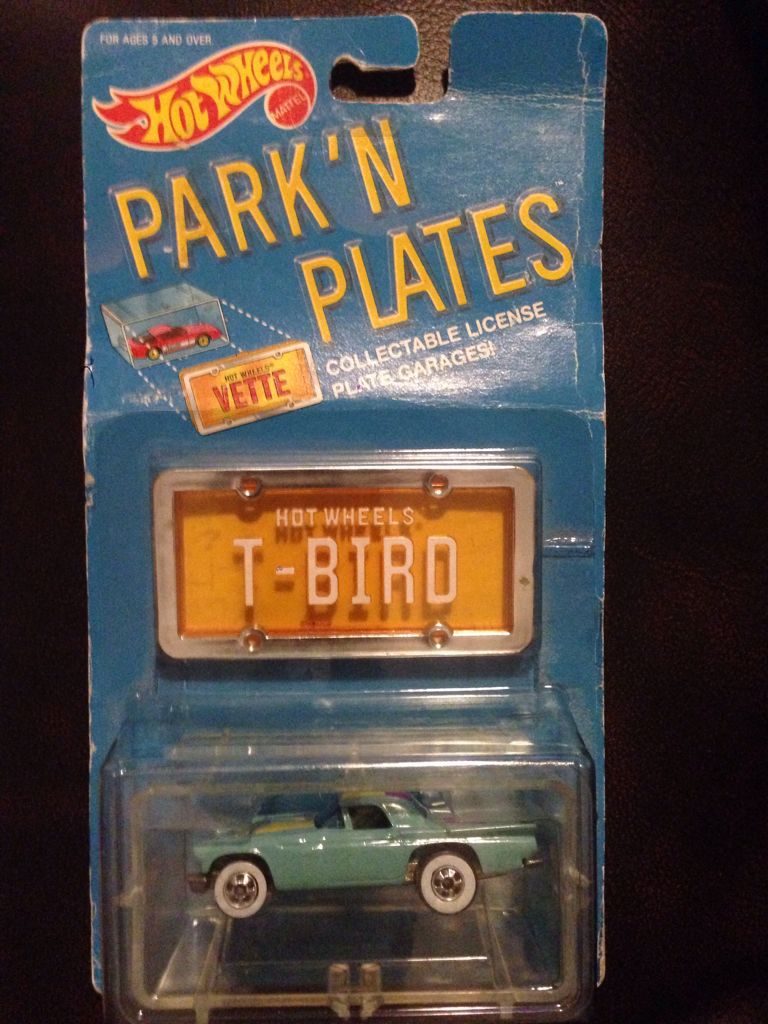 FOR AGES 5 AND OVER
HOT WHEELS
MATTEL
PARK'N
PLATES™
COLLECTABLE LICENSE
PLATE GARAGES!
HOT WHEELS®
VETTE
HOT WHEELS
T-BIRD